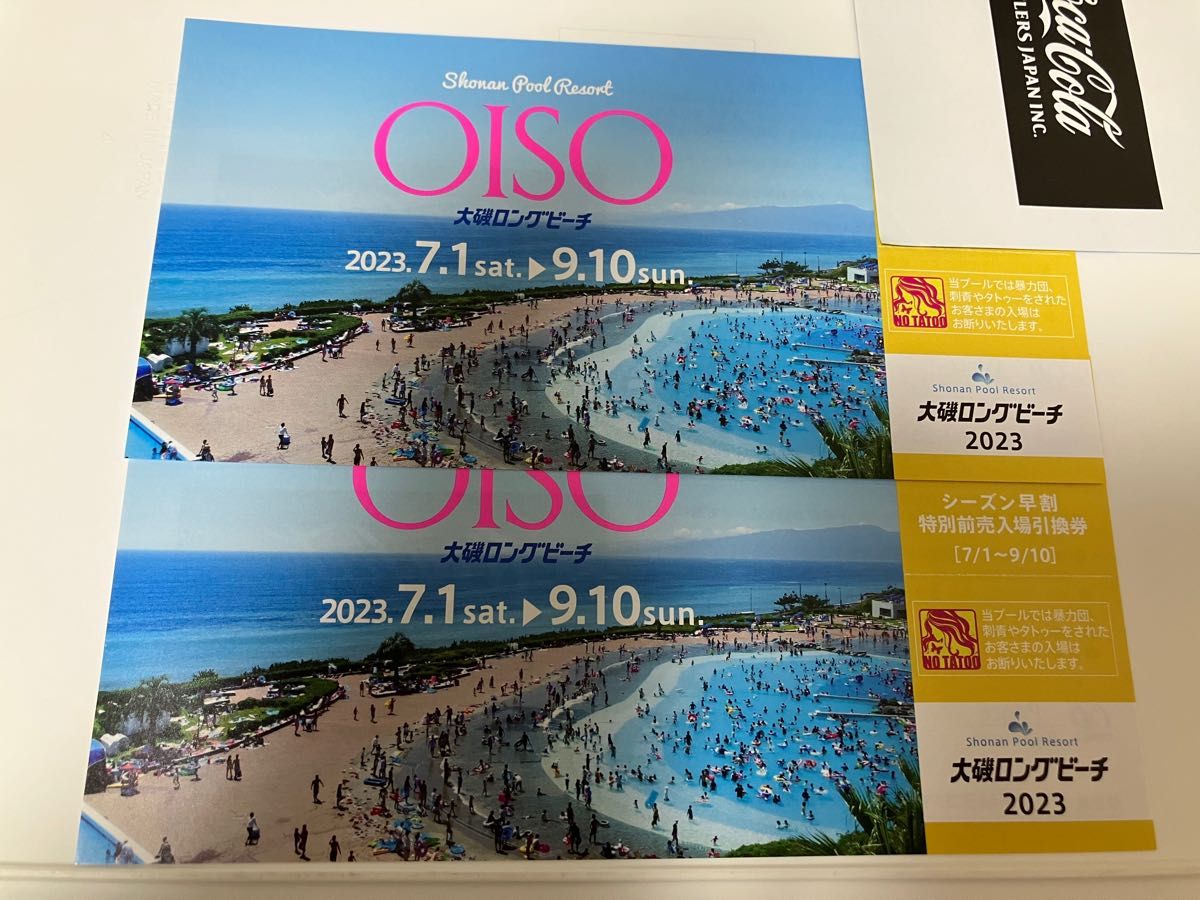 Shonan Pool Resort
OISO
大磯ロングビーチ
2023.7.1sat.▶9.10sun.
当プールでは暴力団、
刺青やタトゥーをされた
お客さまの入場は
お断りいたします。
NO TATOO
Shonan Pool Resort
大磯ロングビーチ
2023
OISO
大磯ロングビーチ
2023.7.1sat.▶9.10sun.
シーズン早割
特別前売入場引換券
[7/1〜9/10]
当プールでは暴力団、
刺青やタトゥーをされた
お客さまの入場は
お断りいたします。
NO TATOO
Shonan Pool Resort
大磯ロングビーチ
2023
oca-Cola
LERS JAPAN INC.
MADE IN JAPAN